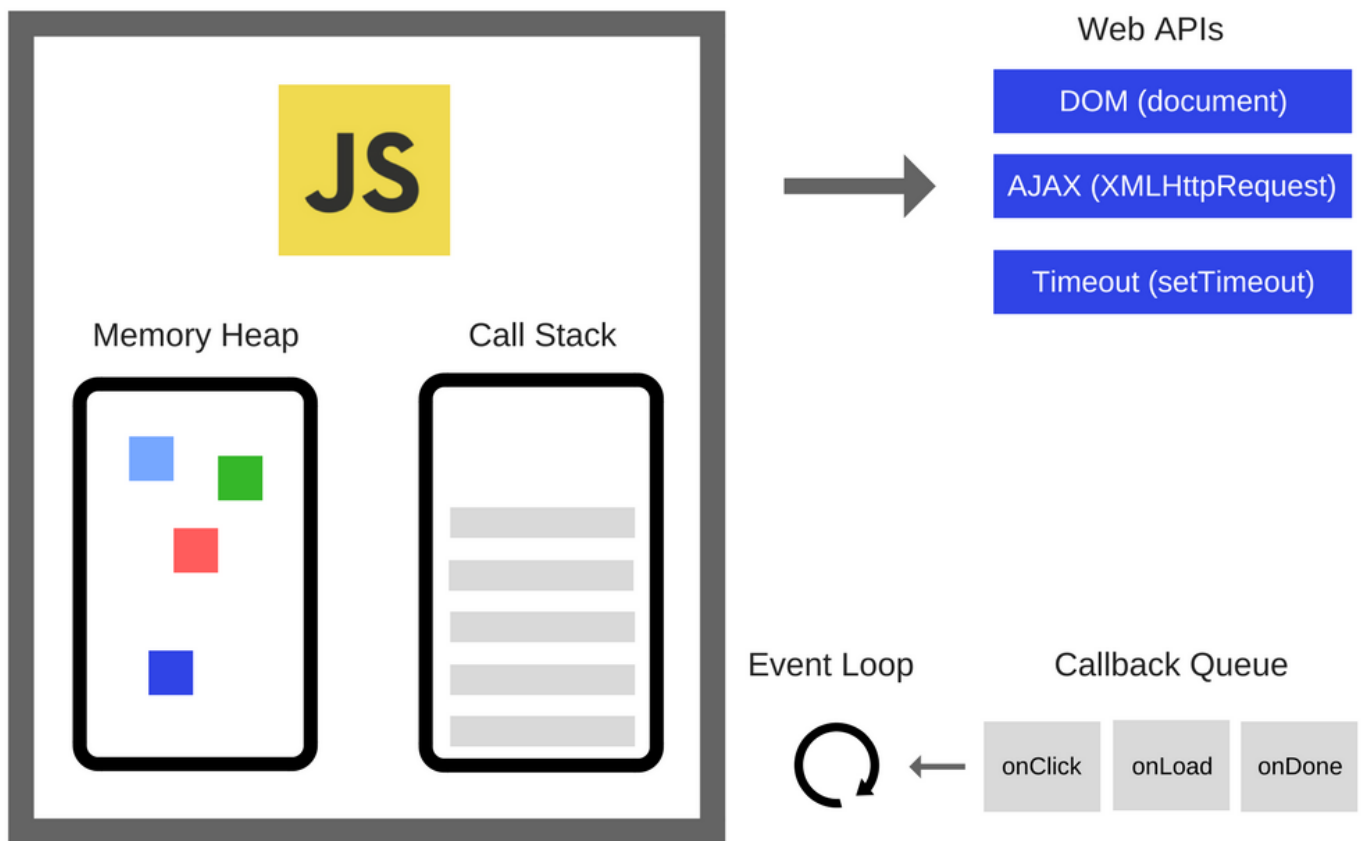 Web APIs
DOM (document)
JS
AJAX (XMLHttpRequest)
Timeout (setTimeout)
Memory Heap
Call Stack
Event Loop
Callback Queue
onClick
onLoad
onDone